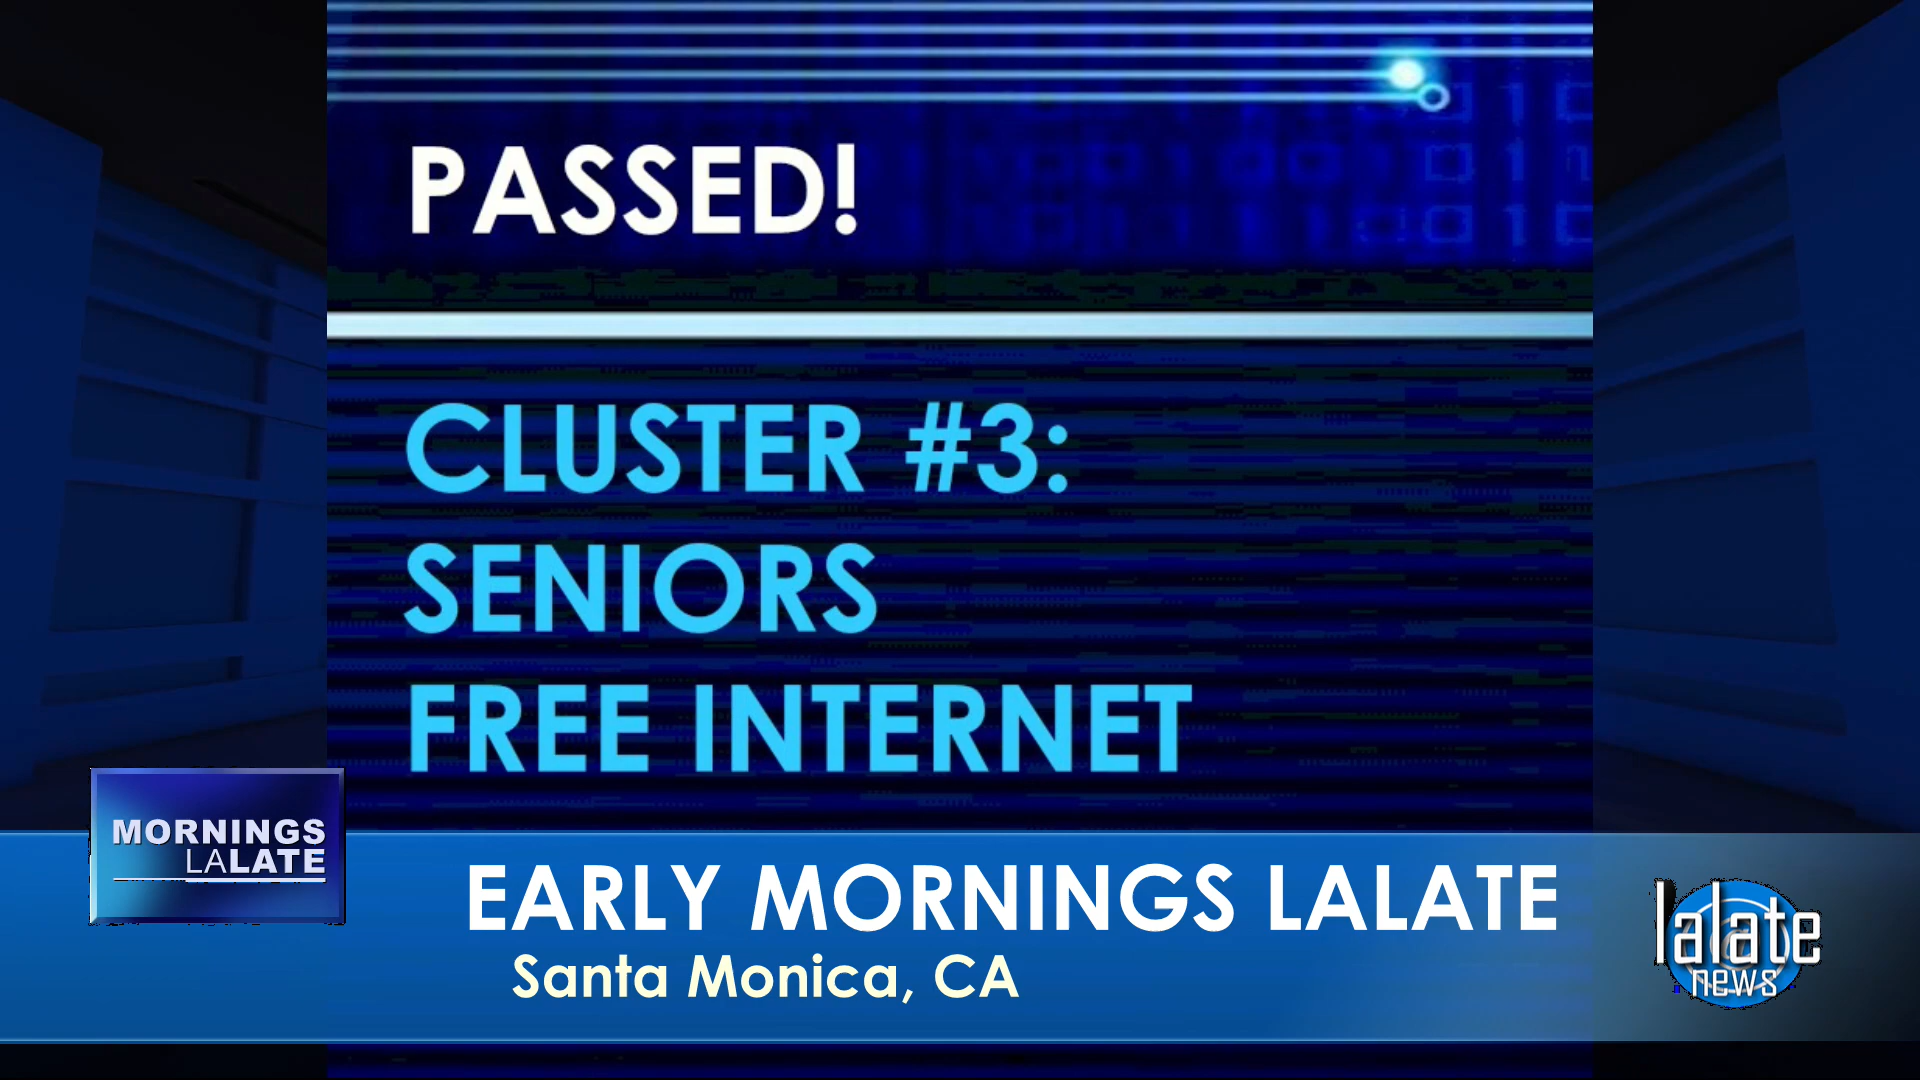 PASSED!
CLUSTER #3:
SENIORS
FREE INTERNET
MORNINGS
LALATE
EARLY MORNINGS LALATE
Santa Monica, CA
lalate
news